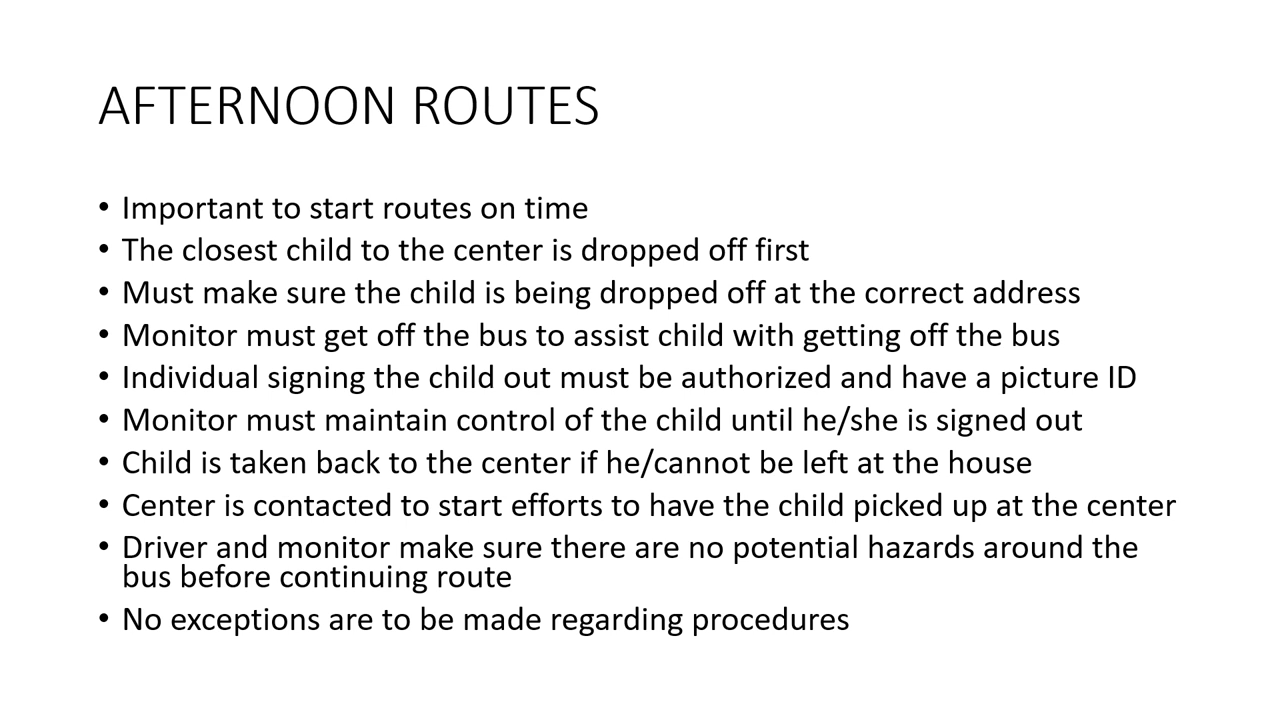 AFTERNOON ROUTES
• Important to start routes on time
• The closest child to the center is dropped off first
• Must make sure the child is being dropped off at the correct address
• Monitor must get off the bus to assist child with getting off the bus
• Individual signing the child out must be authorized and have a picture ID
• Monitor must maintain control of the child until he/she is signed out
• Child is taken back to the center if he/cannot be left at the house
• Center is contacted to start efforts to have the child picked up at the center
• Driver and monitor make sure there are no potential hazards around the
bus before continuing route
• No exceptions are to be made regarding procedures